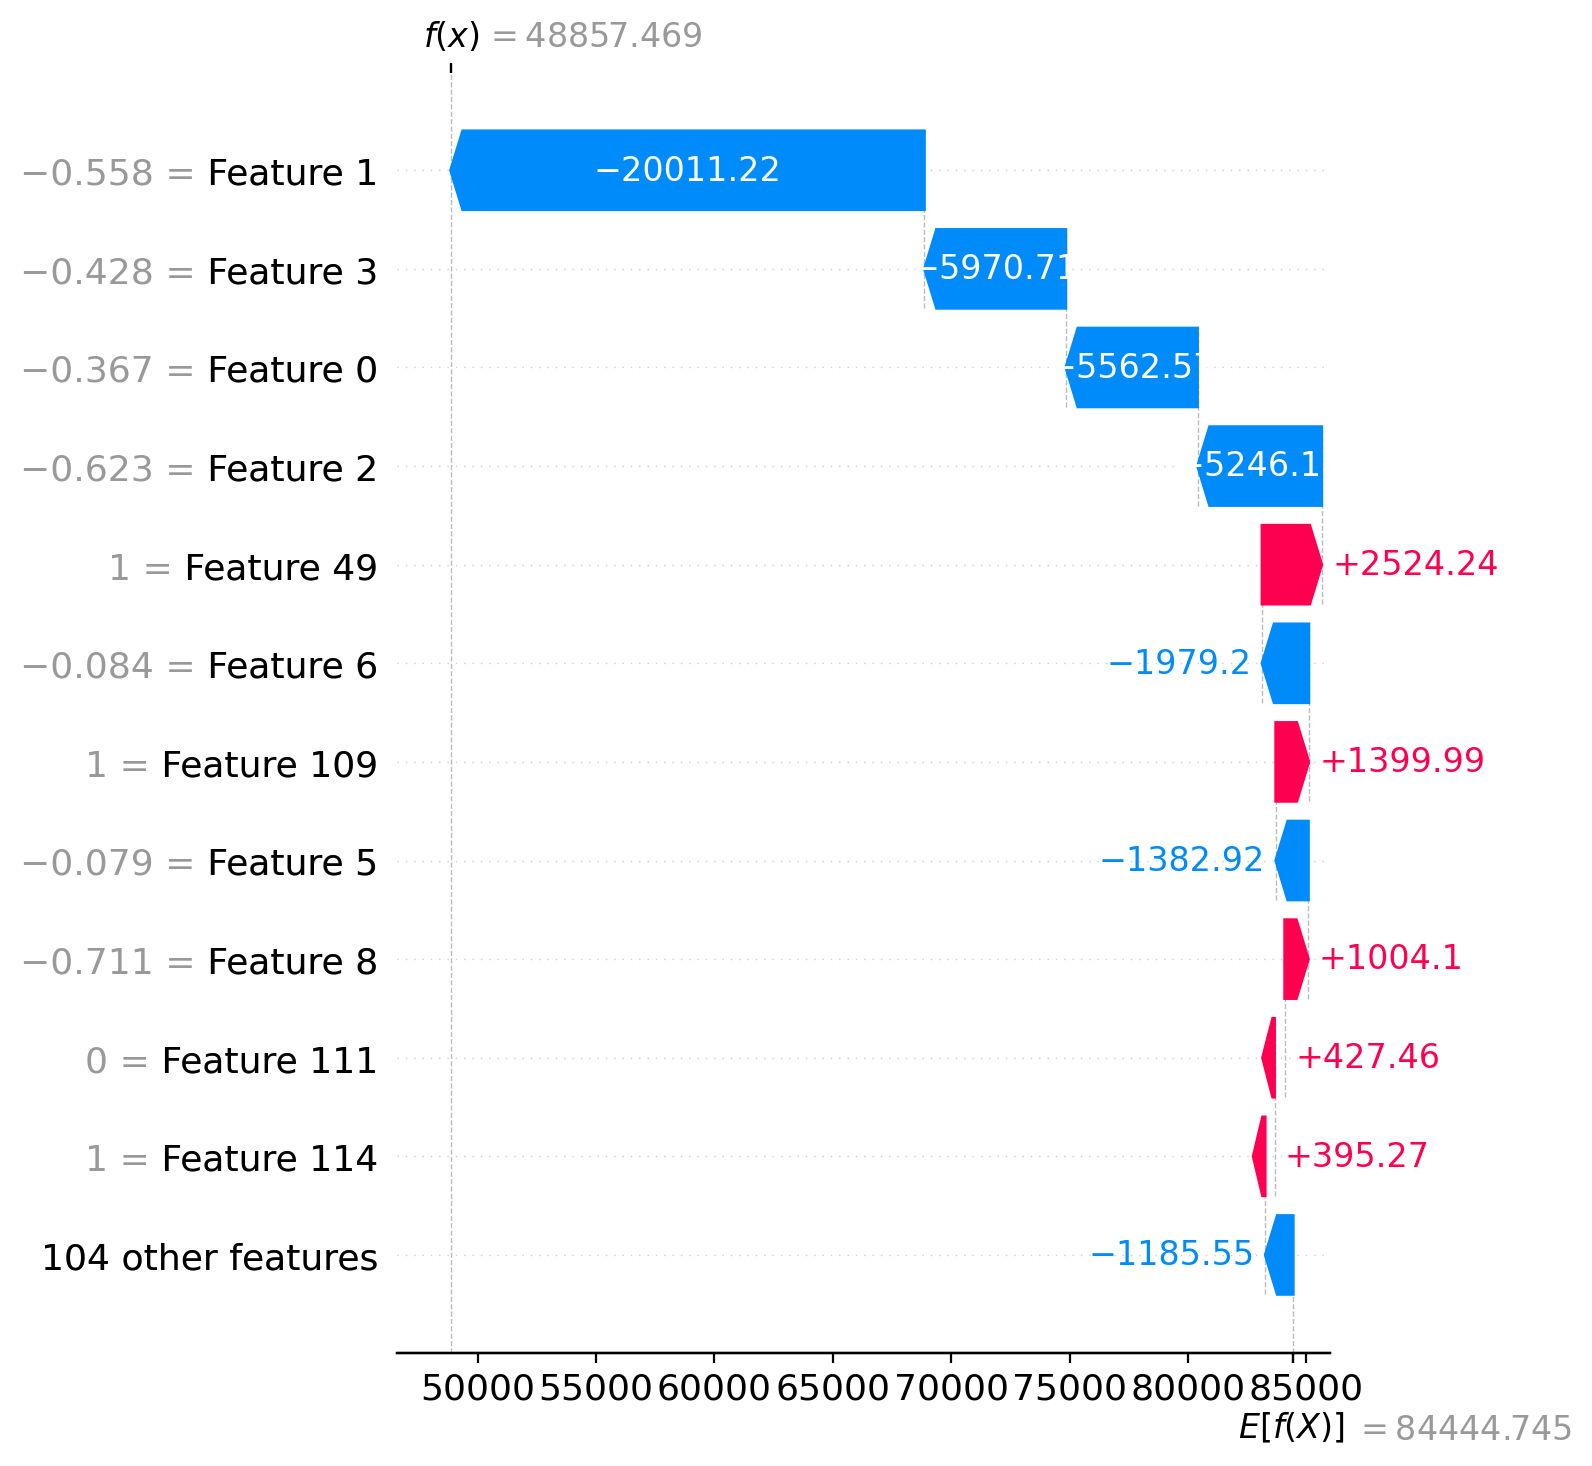 f(x) = 48857.469
−0.558 = Feature 1 −20011.22
−0.428 = Feature 3 −5970.71
−0.367 = Feature 0 −5562.57
−0.623 = Feature 2 −5246.1
1 = Feature 49 +2524.24
−0.084 = Feature 6 −1979.2
1 = Feature 109 +1399.99
−0.079 = Feature 5 −1382.92
−0.711 = Feature 8 +1004.1
0 = Feature 111 +427.46
1 = Feature 114 +395.27
104 other features −1185.55
50000 55000 60000 65000 70000 75000 80000 85000
E[f(X)] = 84444.745